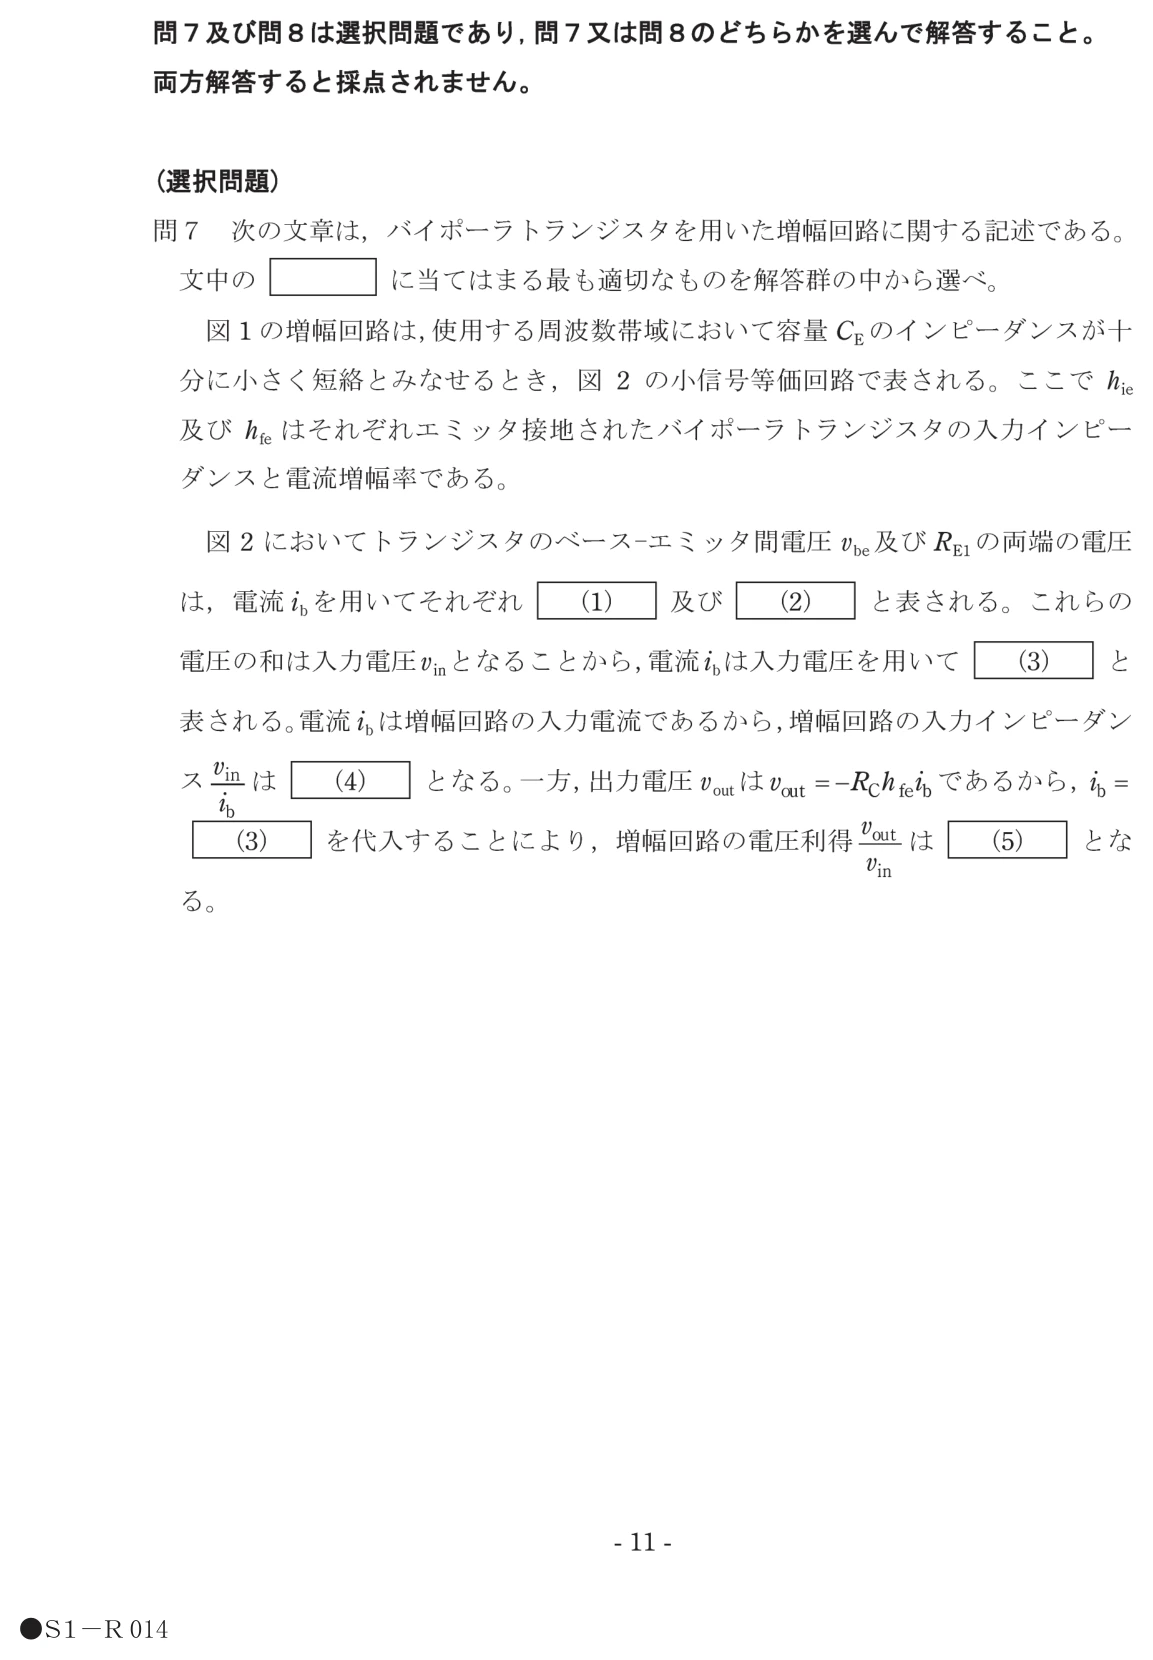 問7及び問8は選択問題であり,問7又は問8のどちらかを選んで解答すること。
両方解答すると採点されません。
(選択問題)
問7 次の文章は，バイポーラトランジスタを用いた増幅回路に関する記述である。
文中の に当てはまる最も適切なものを解答群の中から選べ。
図1の増幅回路は,使用する周波数帯域において容量 CEのインピーダンスが十
分に小さく短絡とみなせるとき，図 2 の小信号等価回路で表される。ここで hie
及び hfe はそれぞれエミッタ接地されたバイポーラトランジスタの入力インピー
ダンスと電流増幅率である。
図2においてトランジスタのベース−エミッタ間電圧 vbe及び RE1の両端の電圧
は，電流ibを用いてそれぞれ (1) 及び (2) と表される。これらの
電圧の和は入力電圧vinとなることから,電流ibは入力電圧を用いて (3) と
表される。電流ibは増幅回路の入力電流であるから,増幅回路の入力インピーダン
ス vin/ib は (4) となる。一方,出力電圧 vout は vout = −RChfeib であるから, ib =
(3) を代入することにより，増幅回路の電圧利得 vout/vin は (5) とな
る。
- 11 -
●S1−R 014